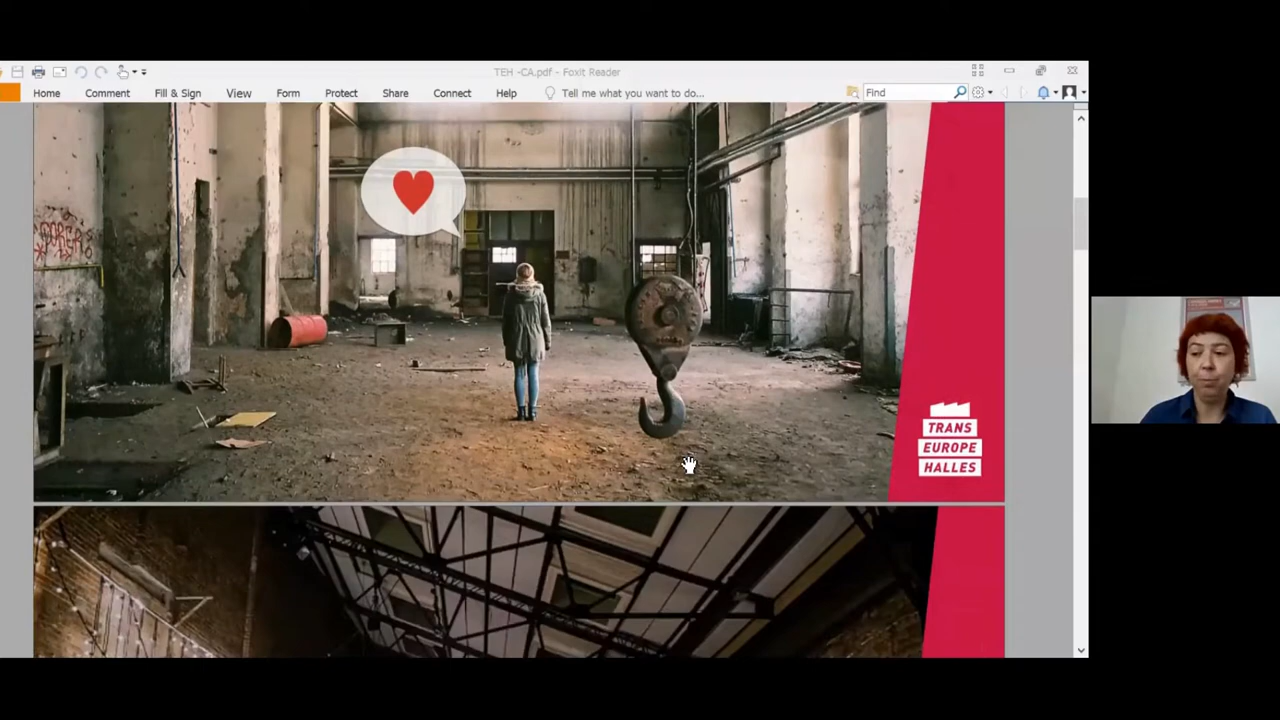 TEH -CA.pdf - Foxit Reader
Home Comment Fill & Sign View Form Protect Share Connect Help Tell me what you want to do... Find
TRANS
EUROPE
HALLES